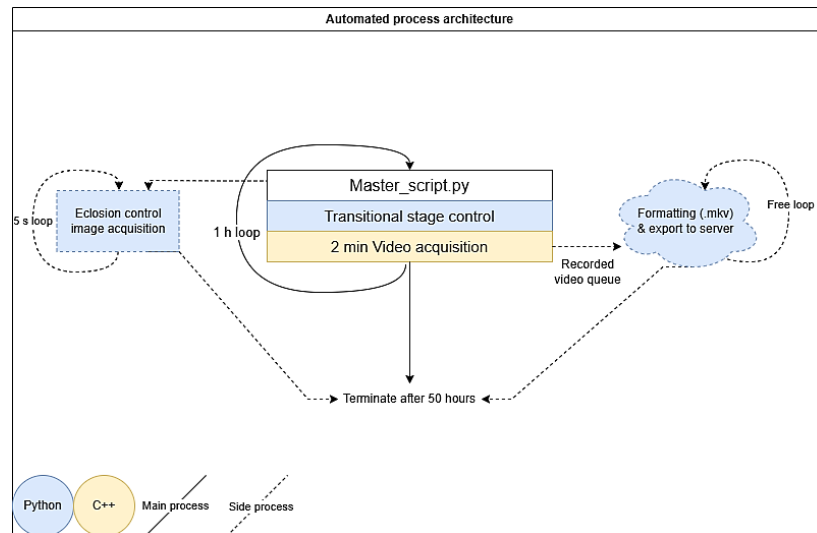 Automated process architecture
Master_script.py
Transitional stage control
2 min Video acquisition
1 h loop
5 s loop
Eclosion control
image acquisition
Formatting (.mkv)
& export to server
Free loop
Recorded
video queue
Terminate after 50 hours
Python
C++
Main process
Side process